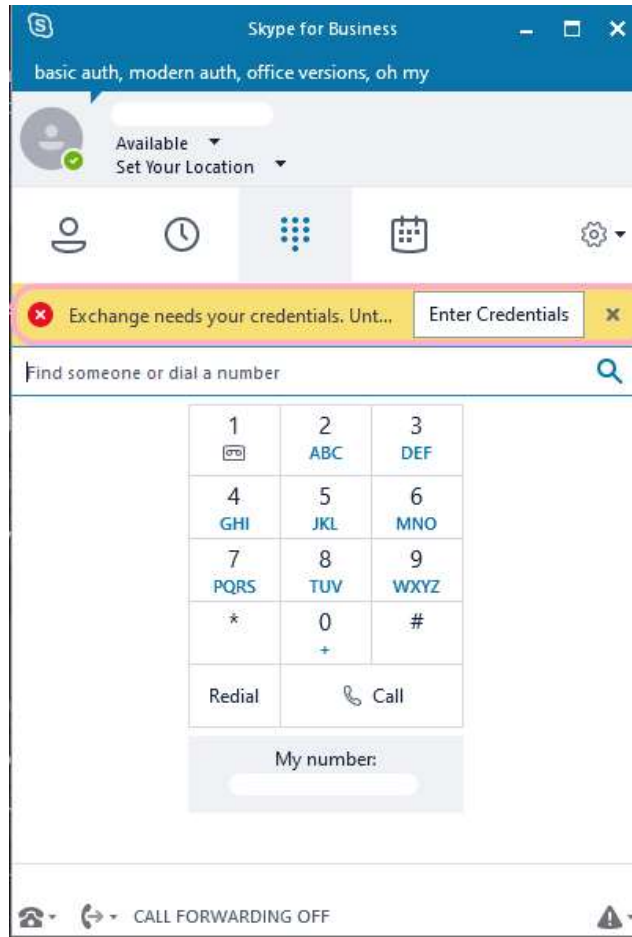 Skype for Business
basic auth, modern auth, office versions, oh my
Available
Set Your Location
Exchange needs your credentials. Unt... Enter Credentials
Find someone or dial a number
1 2 3
ABC DEF
4 5 6
GHI JKL MNO
7 8 9
PQRS TUV WXYZ
* 0 #
+
Redial Call
My number:
CALL FORWARDING OFF